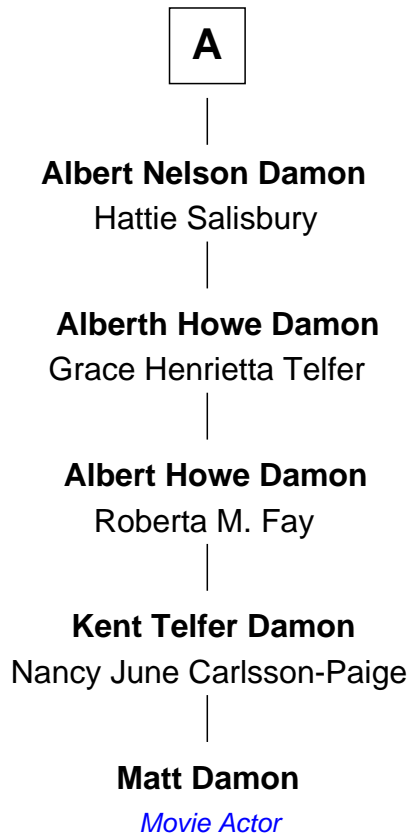 A
Albert Nelson Damon
Hattie Salisbury
Alberth Howe Damon
Grace Henrietta Telfer
Albert Howe Damon
Roberta M. Fay
Kent Telfer Damon
Nancy June Carlsson-Paige
Matt Damon
Movie Actor